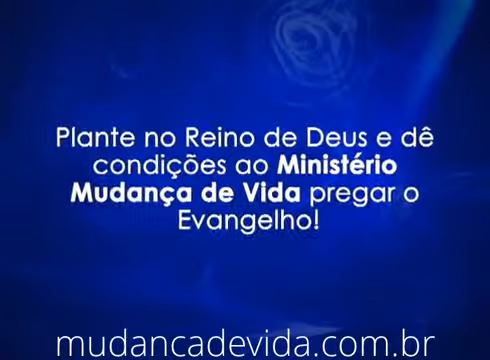 Plante no Reino de Deus e dê
condições ao Ministério
Mudança de Vida pregar o
Evangelho!
mudancadevida.com.br